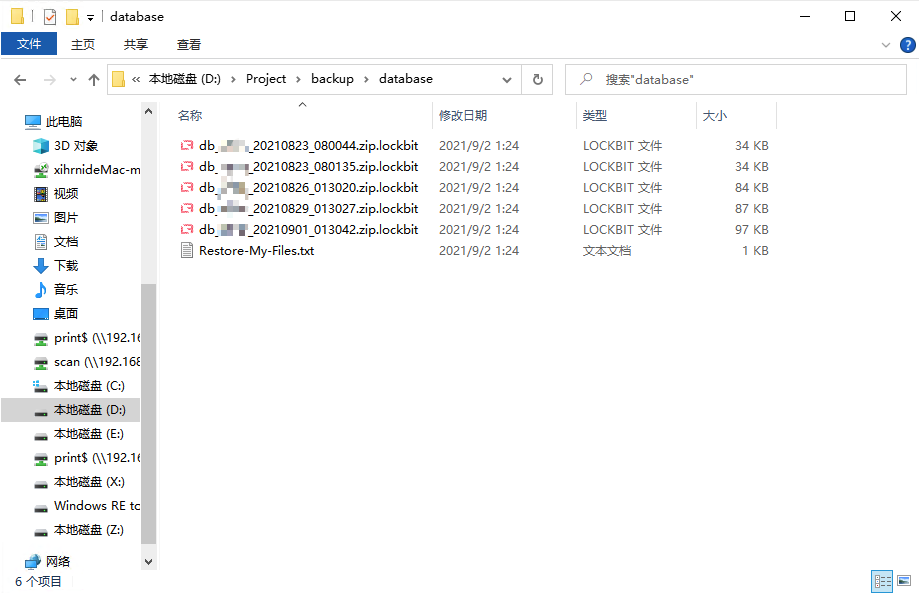 database
文件 主页 共享 查看
« 本地磁盘 (D:) › Project › backup › database
搜索"database"
名称 修改日期 类型 大小
db_ _20210823_080044.zip.lockbit 2021/9/2 1:24 LOCKBIT 文件 34 KB
db_ _20210823_080135.zip.lockbit 2021/9/2 1:24 LOCKBIT 文件 34 KB
db_ _20210826_013020.zip.lockbit 2021/9/2 1:24 LOCKBIT 文件 84 KB
db_ _20210829_013027.zip.lockbit 2021/9/2 1:24 LOCKBIT 文件 87 KB
db_ _20210901_013042.zip.lockbit 2021/9/2 1:24 LOCKBIT 文件 97 KB
Restore-My-Files.txt 2021/9/2 1:24 文本文档 1 KB
此电脑
3D 对象
xihrnideMac-m
视频
图片
文档
下载
音乐
桌面
print$ (\\192.16
scan (\\192.168
本地磁盘 (C:)
本地磁盘 (D:)
本地磁盘 (E:)
print$ (\\192.16
本地磁盘 (X:)
Windows RE to
本地磁盘 (Z:)
网络
6 个项目